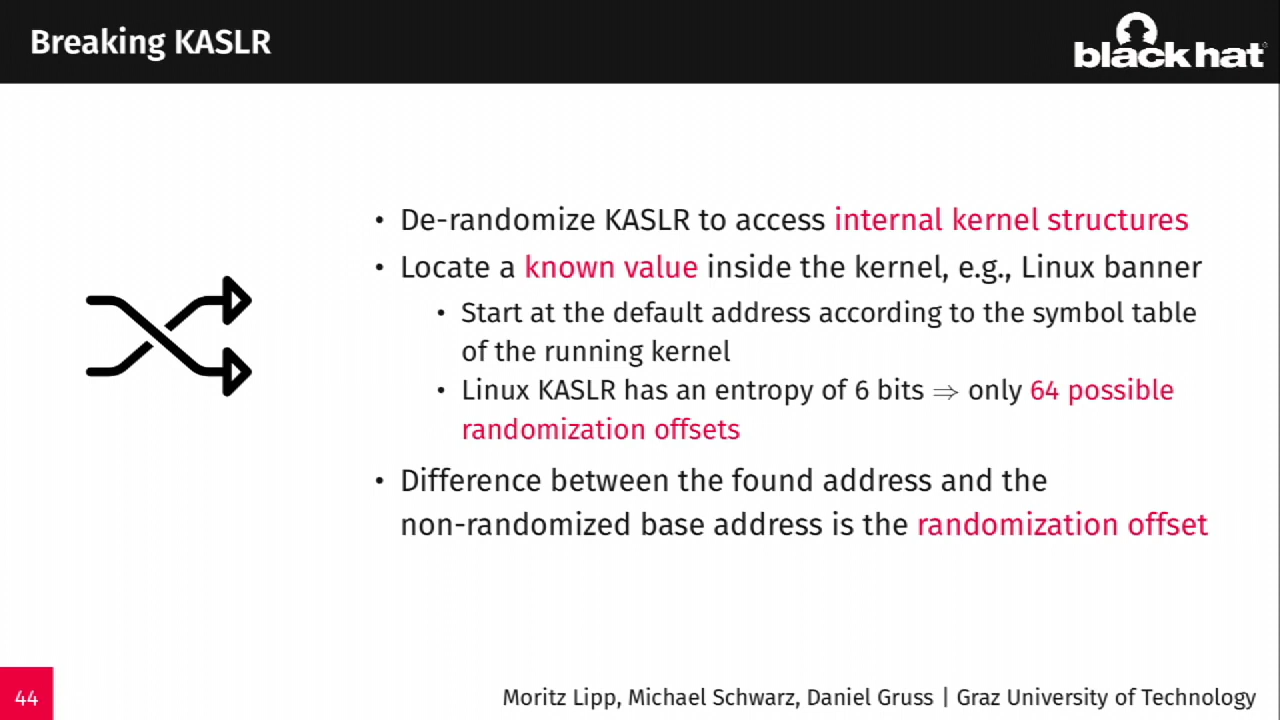 Breaking KASLR
black hat
• De-randomize KASLR to access internal kernel structures
• Locate a known value inside the kernel, e.g., Linux banner
• Start at the default address according to the symbol table
of the running kernel
• Linux KASLR has an entropy of 6 bits ⇒ only 64 possible
randomization offsets
• Difference between the found address and the
non-randomized base address is the randomization offset
44
Moritz Lipp, Michael Schwarz, Daniel Gruss | Graz University of Technology